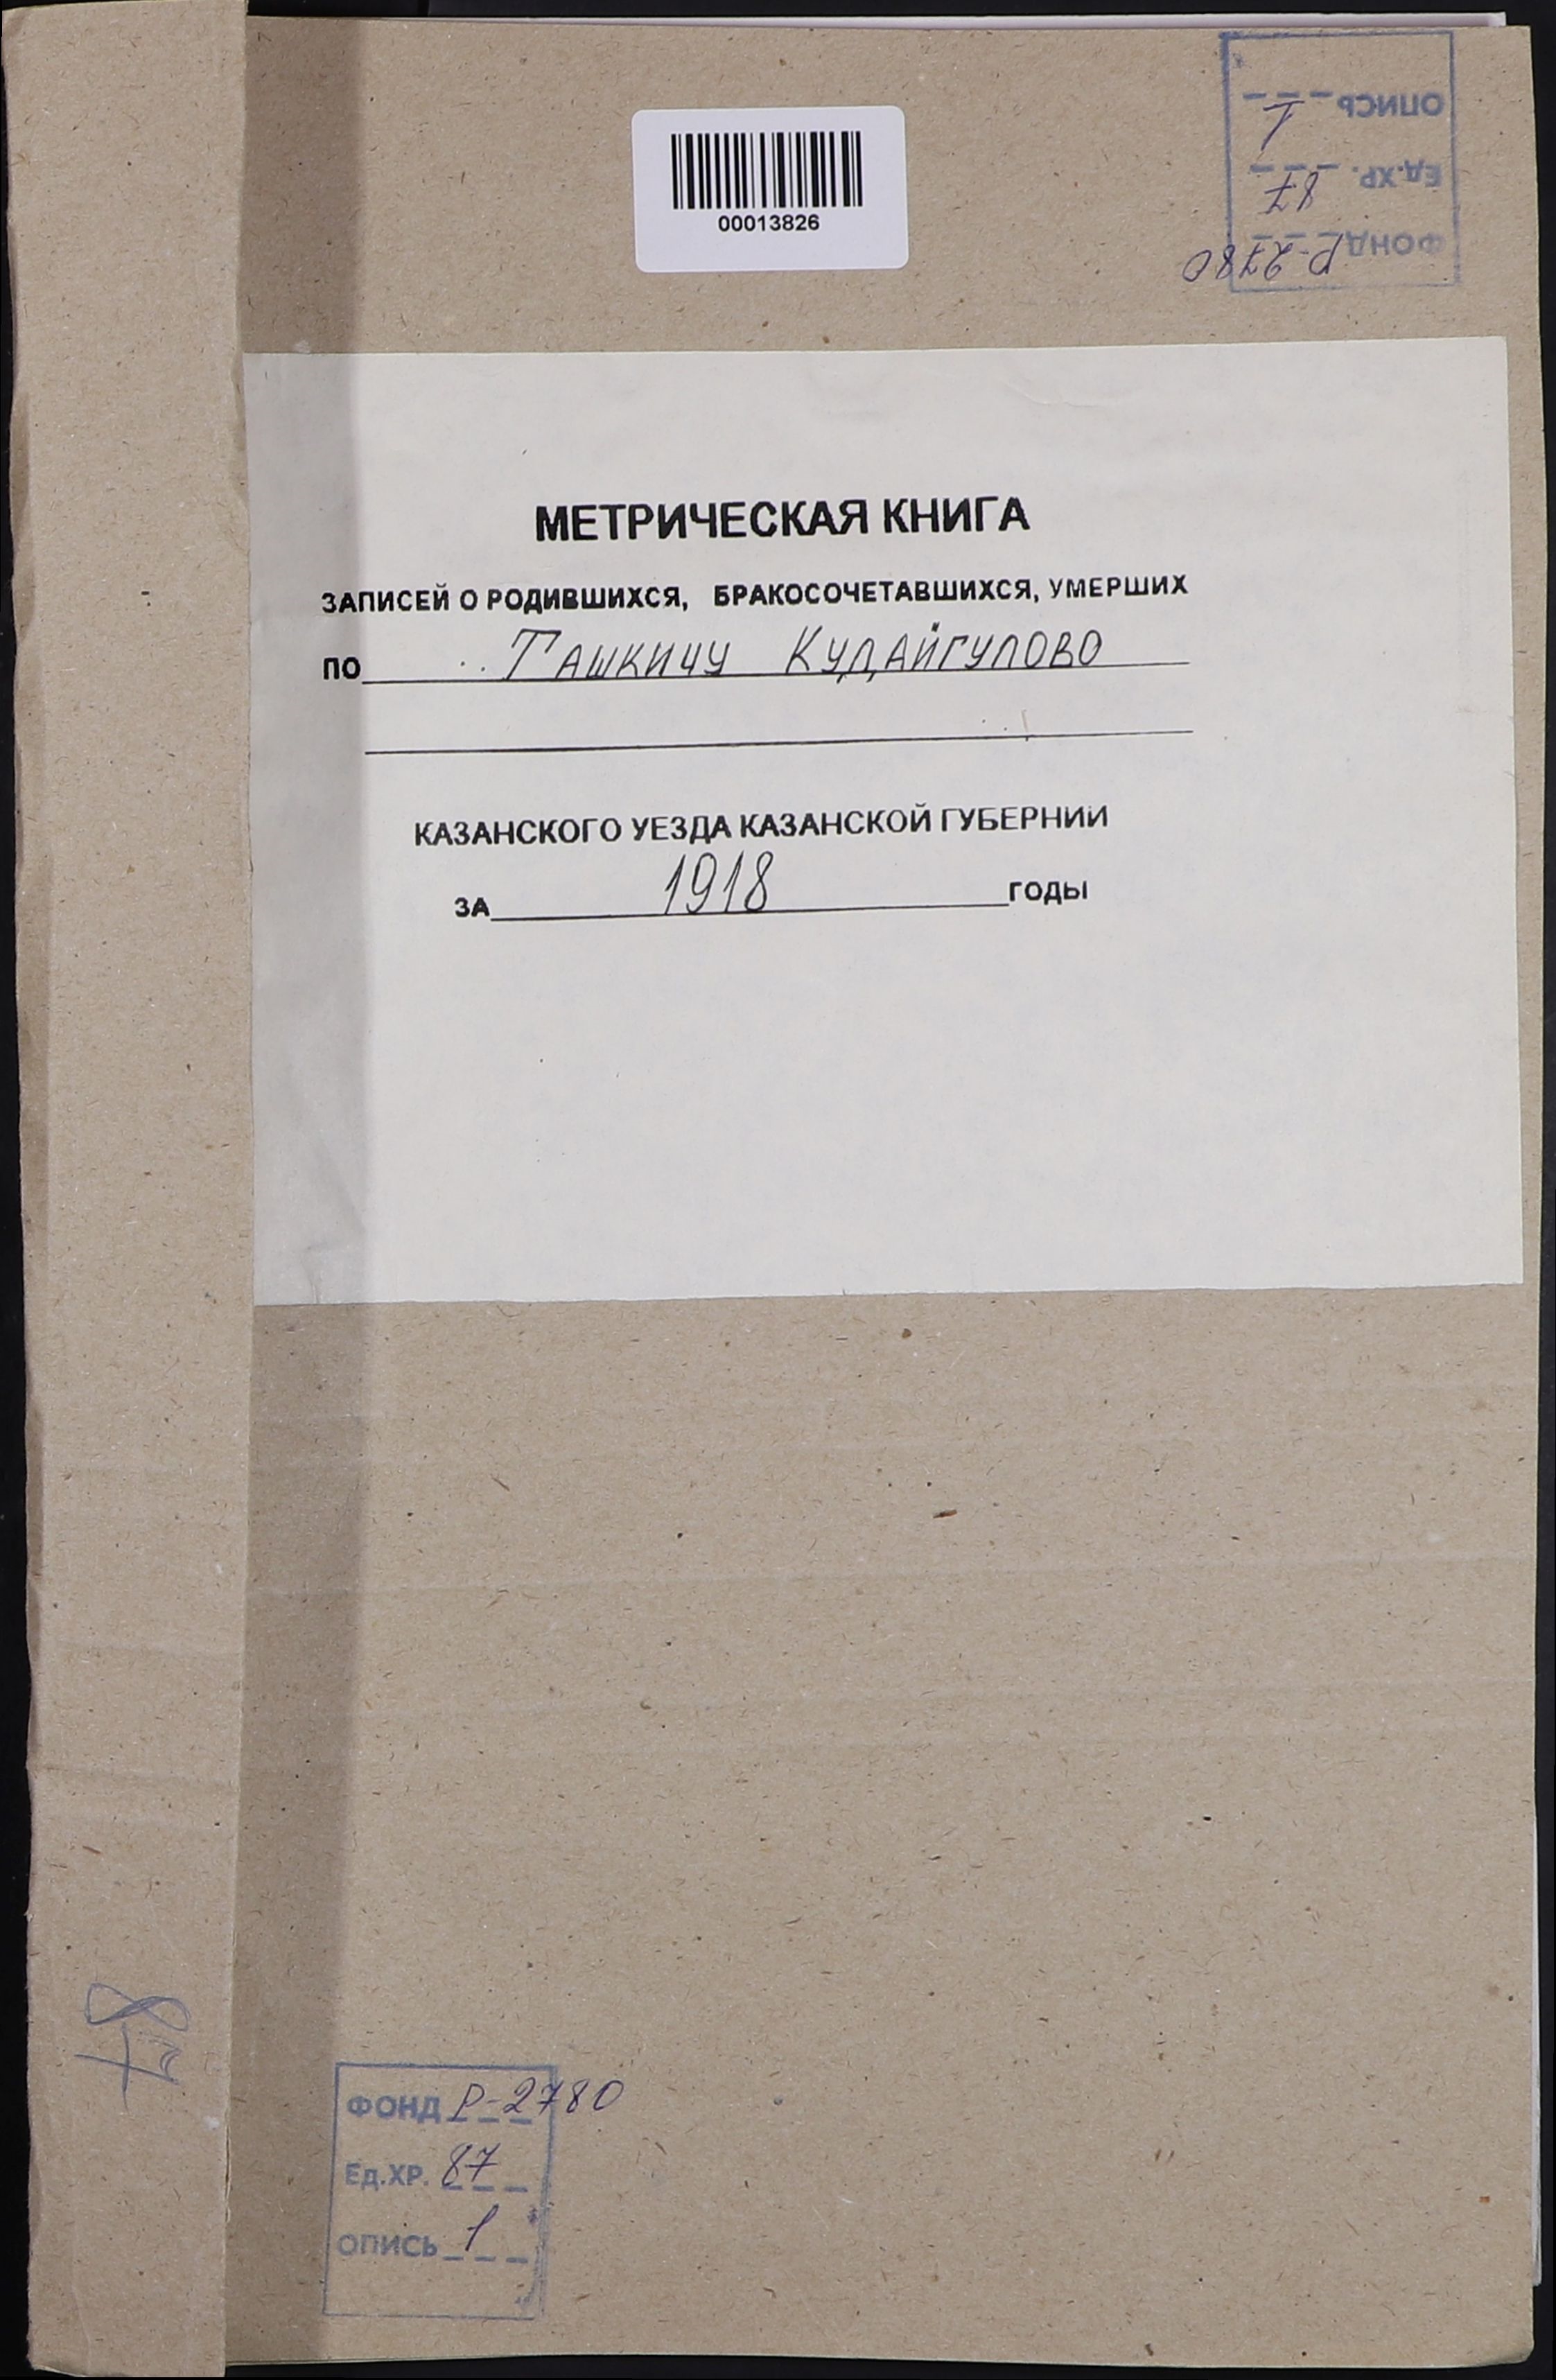 00013826
ФОНД Р-2780
Ед.ХР. 87
ОПИСЬ 1
МЕТРИЧЕСКАЯ КНИГА
ЗАПИСЕЙ О РОДИВШИХСЯ, БРАКОСОЧЕТАВШИХСЯ, УМЕРШИХ
ПО Ташкичу Кудайгулово
КАЗАНСКОГО УЕЗДА КАЗАНСКОЙ ГУБЕРНИИ
ЗА 1918 ГОДЫ
87
ФОНД Р-2780
Ед.ХР. 87
ОПИСЬ 1